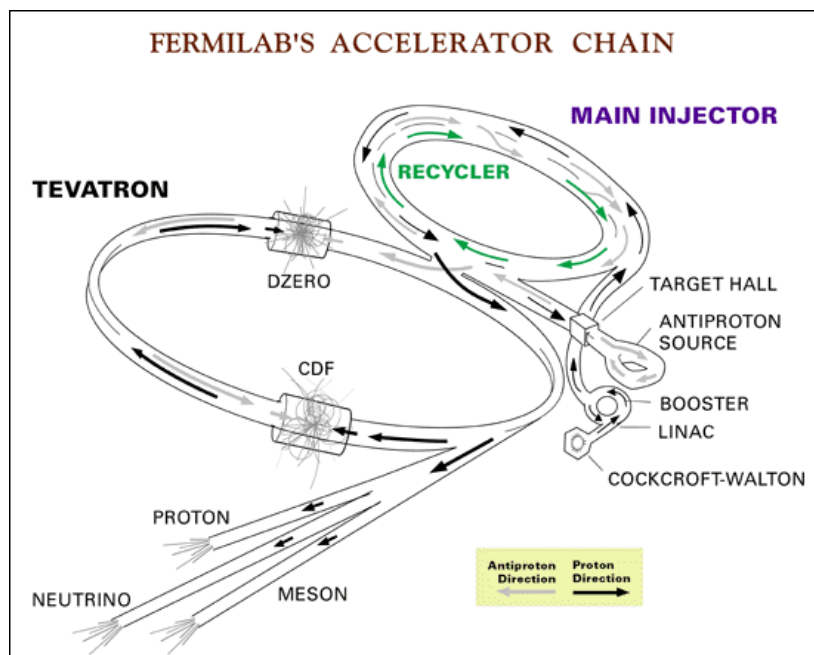 FERMILAB'S ACCELERATOR CHAIN
MAIN INJECTOR
RECYCLER
TEVATRON
DZERO
TARGET HALL
ANTIPROTON
SOURCE
CDF
BOOSTER
LINAC
COCKCROFT-WALTON
PROTON
NEUTRINO
MESON
Antiproton Proton
Direction Direction